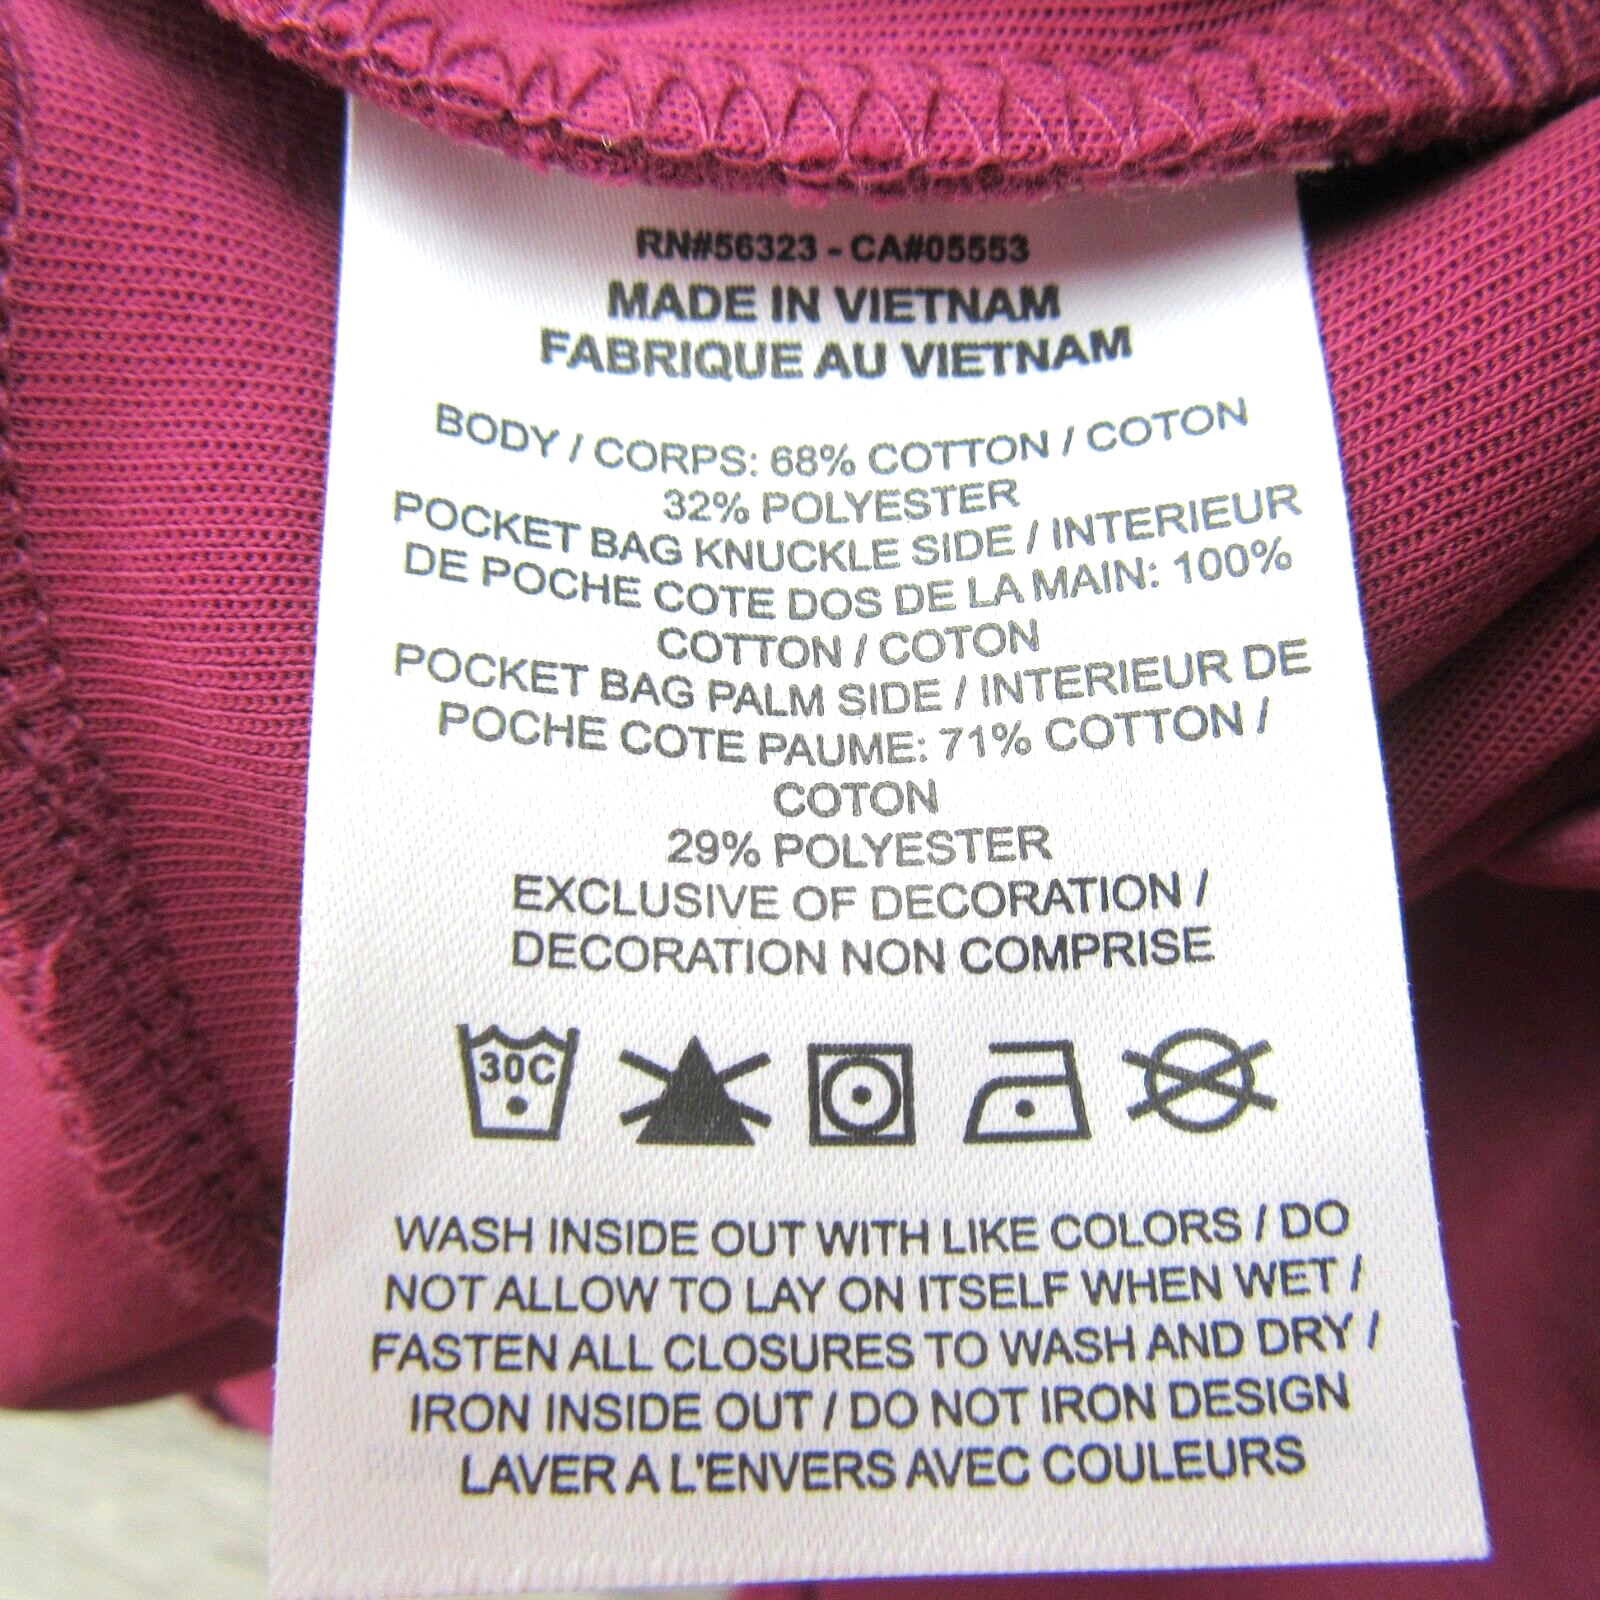 RN#56323 - CA#05553
MADE IN VIETNAM
FABRIQUE AU VIETNAM
BODY / CORPS: 68% COTTON / COTON
32% POLYESTER
POCKET BAG KNUCKLE SIDE / INTERIEUR
DE POCHE COTE DOS DE LA MAIN: 100%
COTTON / COTON
POCKET BAG PALM SIDE / INTERIEUR DE
POCHE COTE PAUME: 71% COTTON /
COTON
29% POLYESTER
EXCLUSIVE OF DECORATION /
DECORATION NON COMPRISE
30C
WASH INSIDE OUT WITH LIKE COLORS / DO
NOT ALLOW TO LAY ON ITSELF WHEN WET /
FASTEN ALL CLOSURES TO WASH AND DRY /
IRON INSIDE OUT / DO NOT IRON DESIGN
LAVER A L'ENVERS AVEC COULEURS